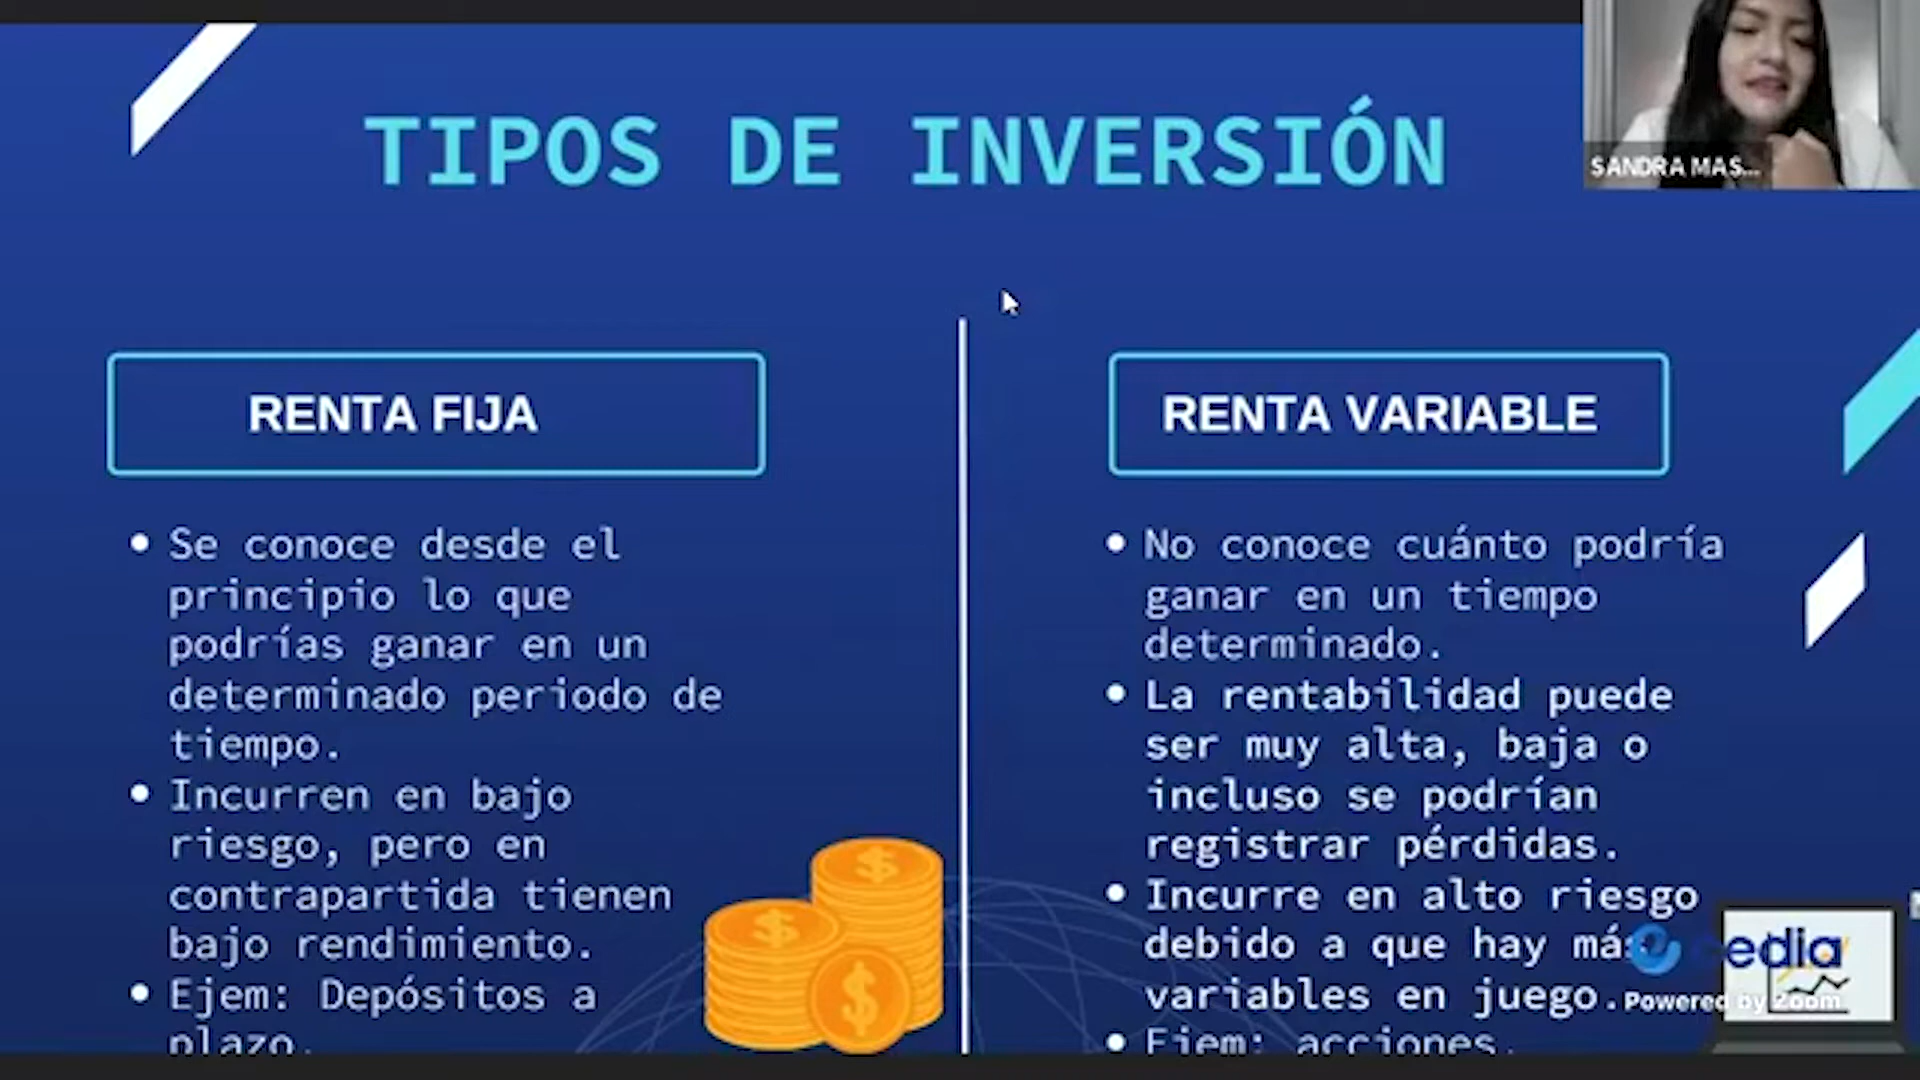 TIPOS DE INVERSIÓN
SANDRA MAS...
RENTA FIJA
Se conoce desde el
principio lo que
podrías ganar en un
determinado periodo de
tiempo.
Incurren en bajo
riesgo, pero en
contrapartida tienen
bajo rendimiento.
Ejem: Depósitos a
plazo.
RENTA VARIABLE
No conoce cuánto podría
ganar en un tiempo
determinado.
La rentabilidad puede
ser muy alta, baja o
incluso se podrían
registrar pérdidas.
Incurre en alto riesgo
debido a que hay más
variables en juego.
Ejem: acciones.
cedia
Powered by Zoom